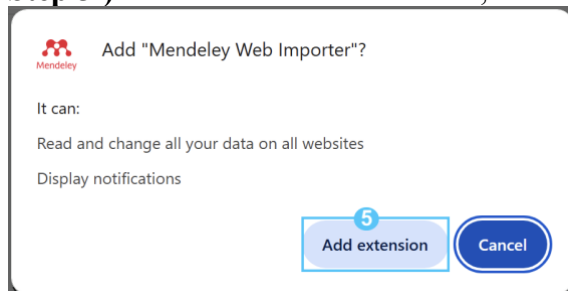 Add "Mendeley Web Importer"?
Mendeley
It can:
Read and change all your data on all websites
Display notifications
5
Add extension
Cancel